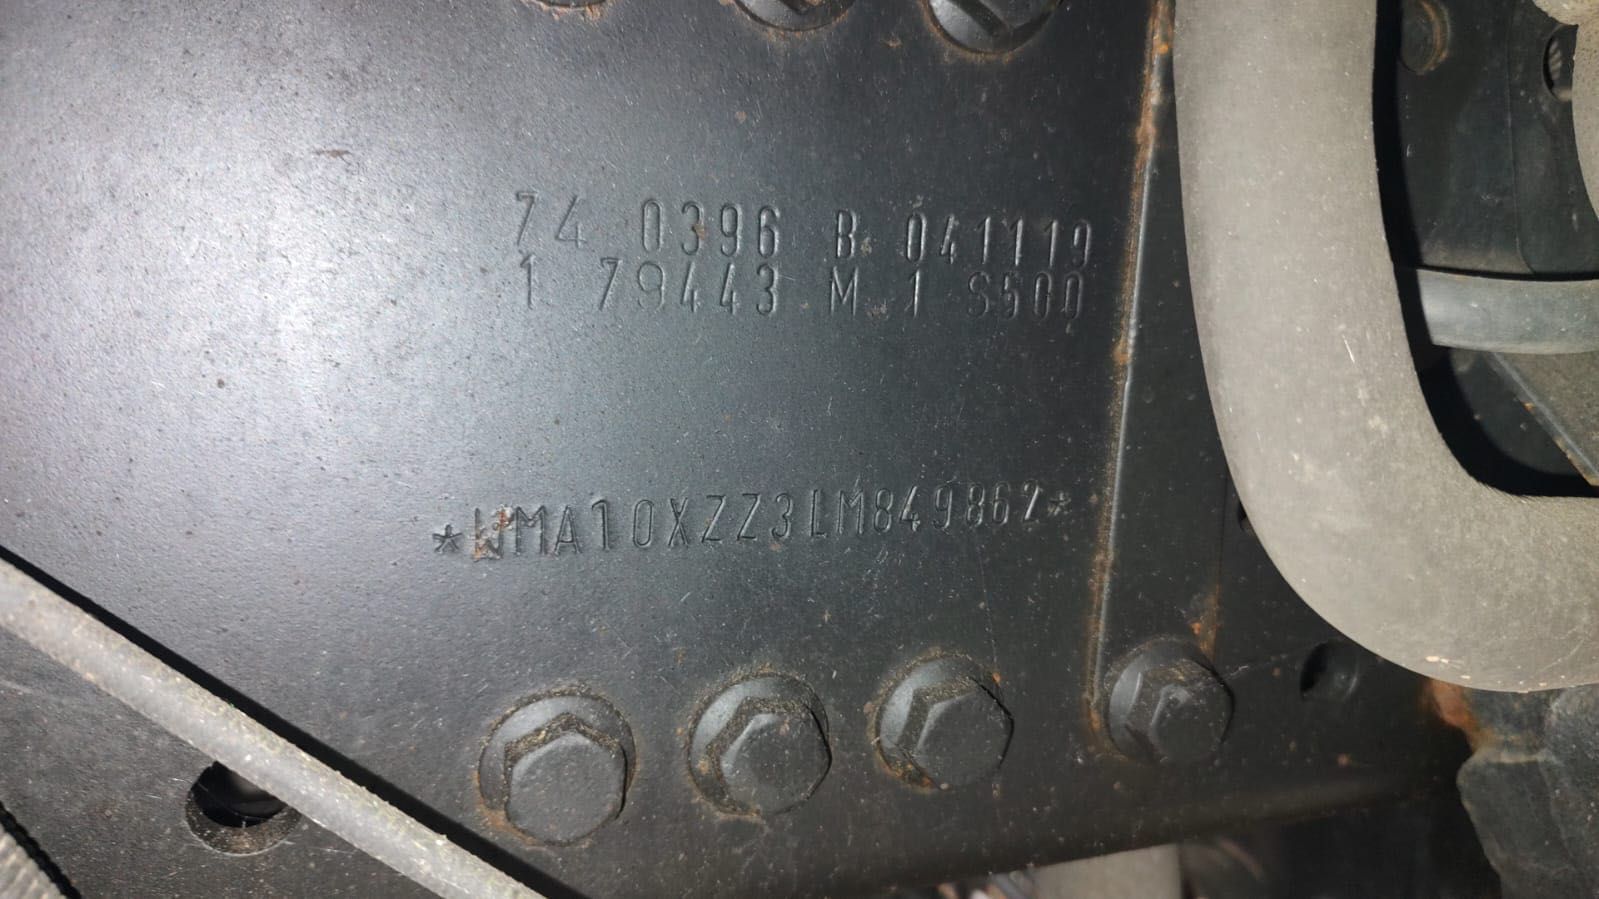 74 0396 B 041119
1 79443 M 1 S500
*WMA10XZZ3LM849862*